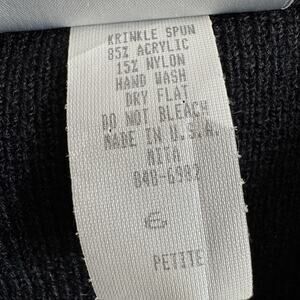 KRINKLE SPUN
85% ACRYLIC
15% NYLON
HAND WASH
DRY FLAT
DO NOT BLEACH
MADE IN U.S.A.
NITA
840-6982
6
PETITE